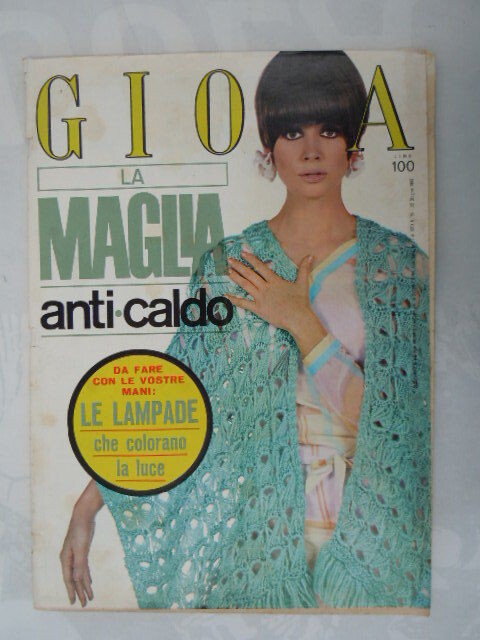 GIOIA
LIRE
100
LA
MAGLIA
anti·caldo
DA FARE
CON LE VOSTRE
MANI:
LE LAMPADE
che colorano
la luce